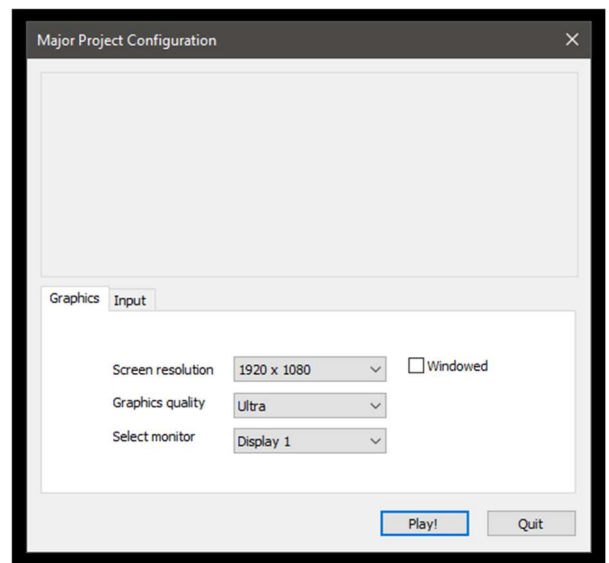 Major Project Configuration
Graphics Input
Screen resolution 1920 x 1080 Windowed
Graphics quality Ultra
Select monitor Display 1
Play! Quit